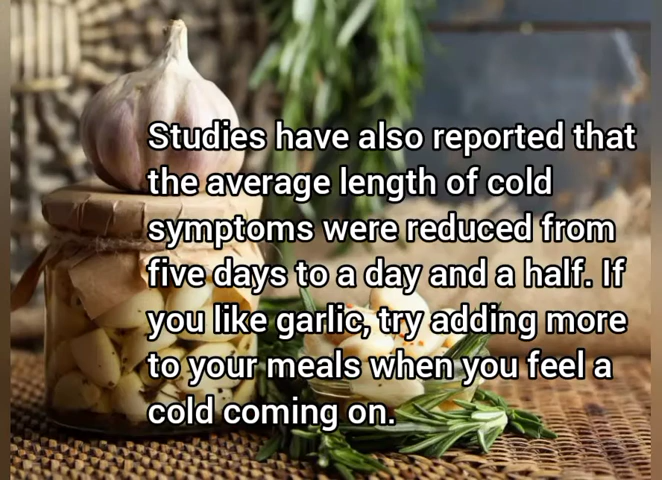 Studies have also reported that
the average length of cold
symptoms were reduced from
five days to a day and a half. If
you like garlic, try adding more
to your meals when you feel a
cold coming on.